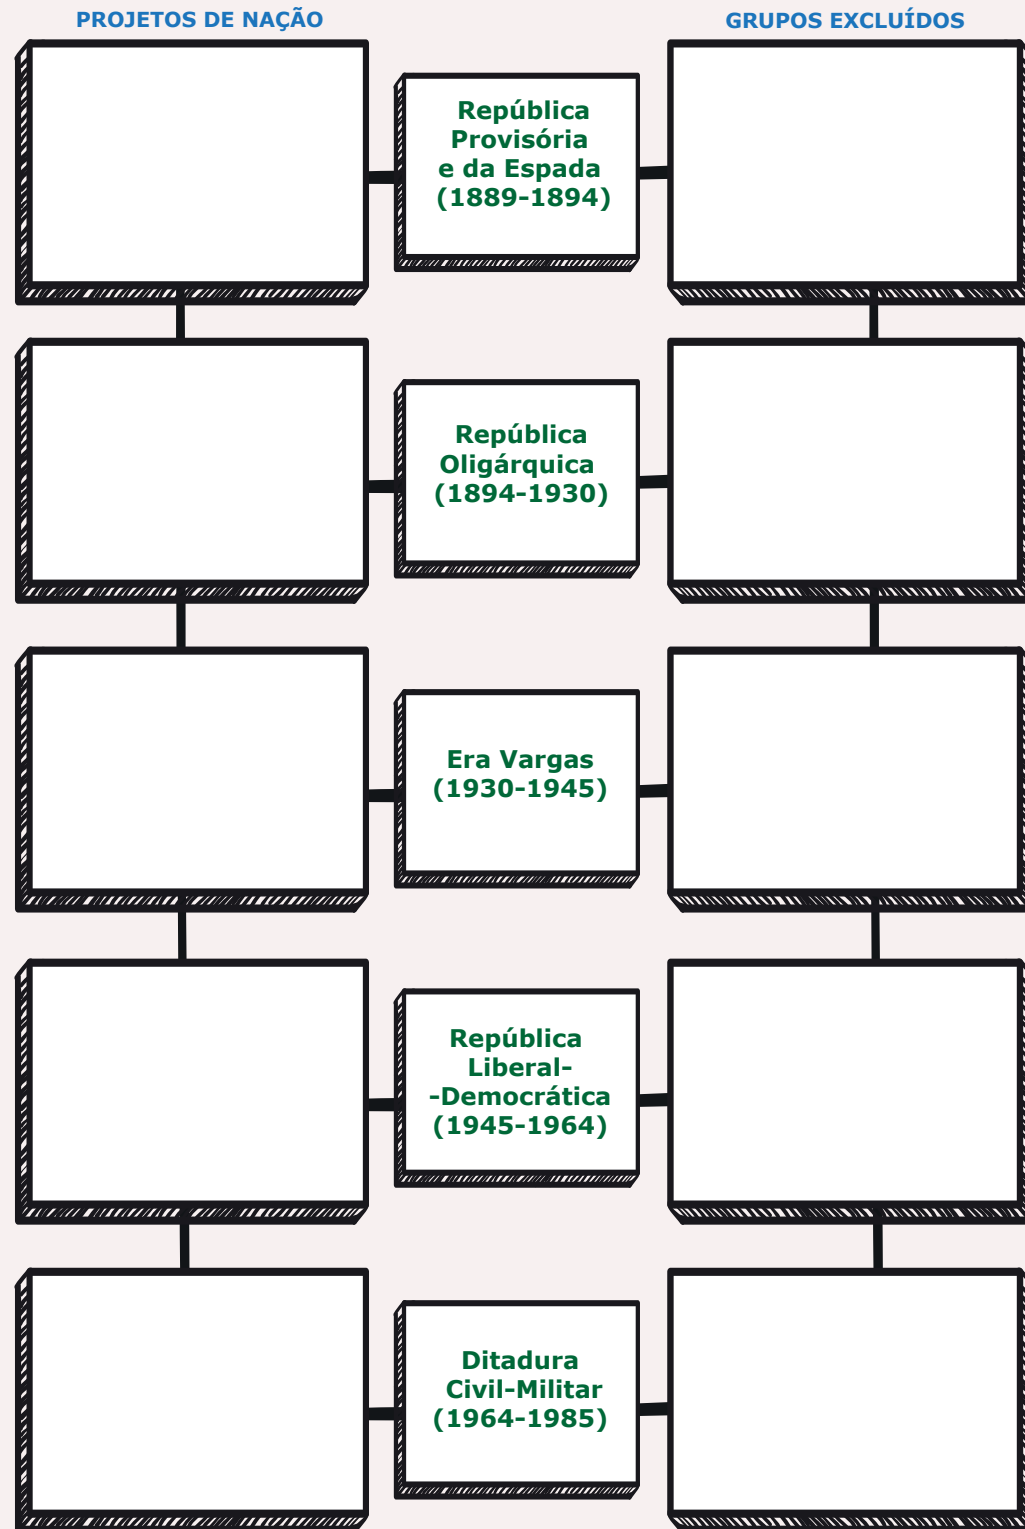 PROJETOS DE NAÇÃO
GRUPOS EXCLUÍDOS
República
Provisória
e da Espada
(1889-1894)
República
Oligárquica
(1894-1930)
Era Vargas
(1930-1945)
República
Liberal-
-Democrática
(1945-1964)
Ditadura
Civil-Militar
(1964-1985)